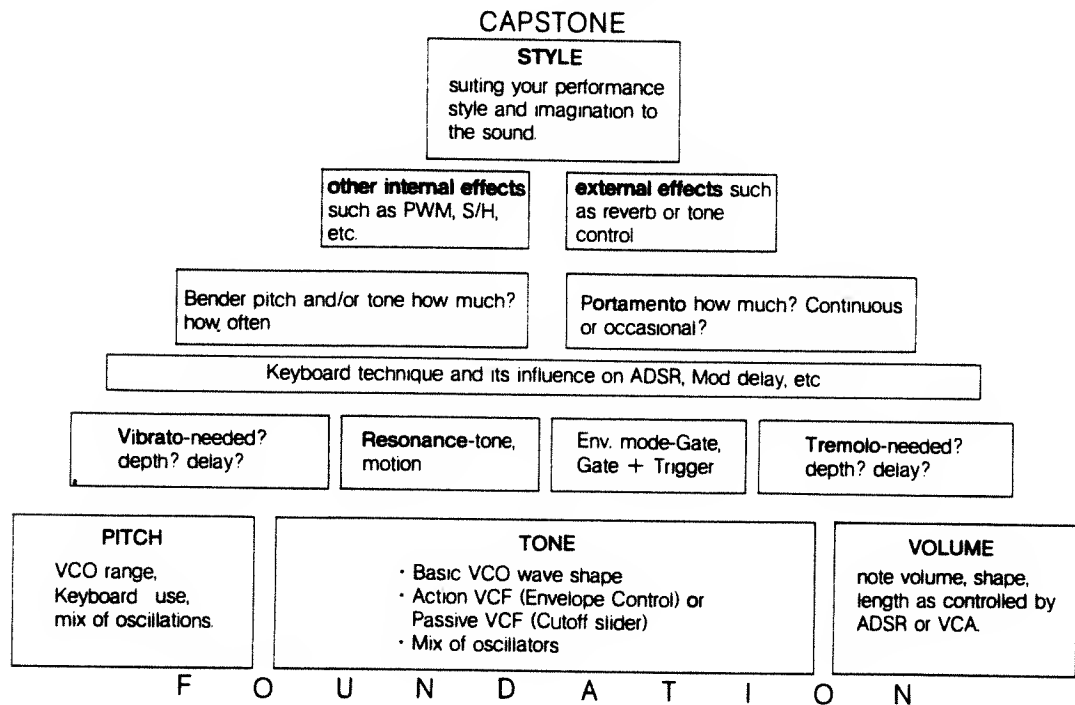 CAPSTONE
STYLE
suiting your performance
style and imagination to
the sound.
other internal effects
such as PWM, S/H,
etc.
external effects such
as reverb or tone
control
Bender pitch and/or tone how much?
how often
Portamento how much? Continuous
or occasional?
Keyboard technique and its influence on ADSR, Mod delay, etc
Vibrato-needed?
depth? delay?
Resonance-tone,
motion
Env. mode-Gate,
Gate + Trigger
Tremolo-needed?
depth? delay?
PITCH
VCO range,
Keyboard use,
mix of oscillations.
TONE
· Basic VCO wave shape
· Action VCF (Envelope Control) or
Passive VCF (Cutoff slider)
· Mix of oscillators
VOLUME
note volume, shape,
length as controlled by
ADSR or VCA.
F O U N D A T I O N